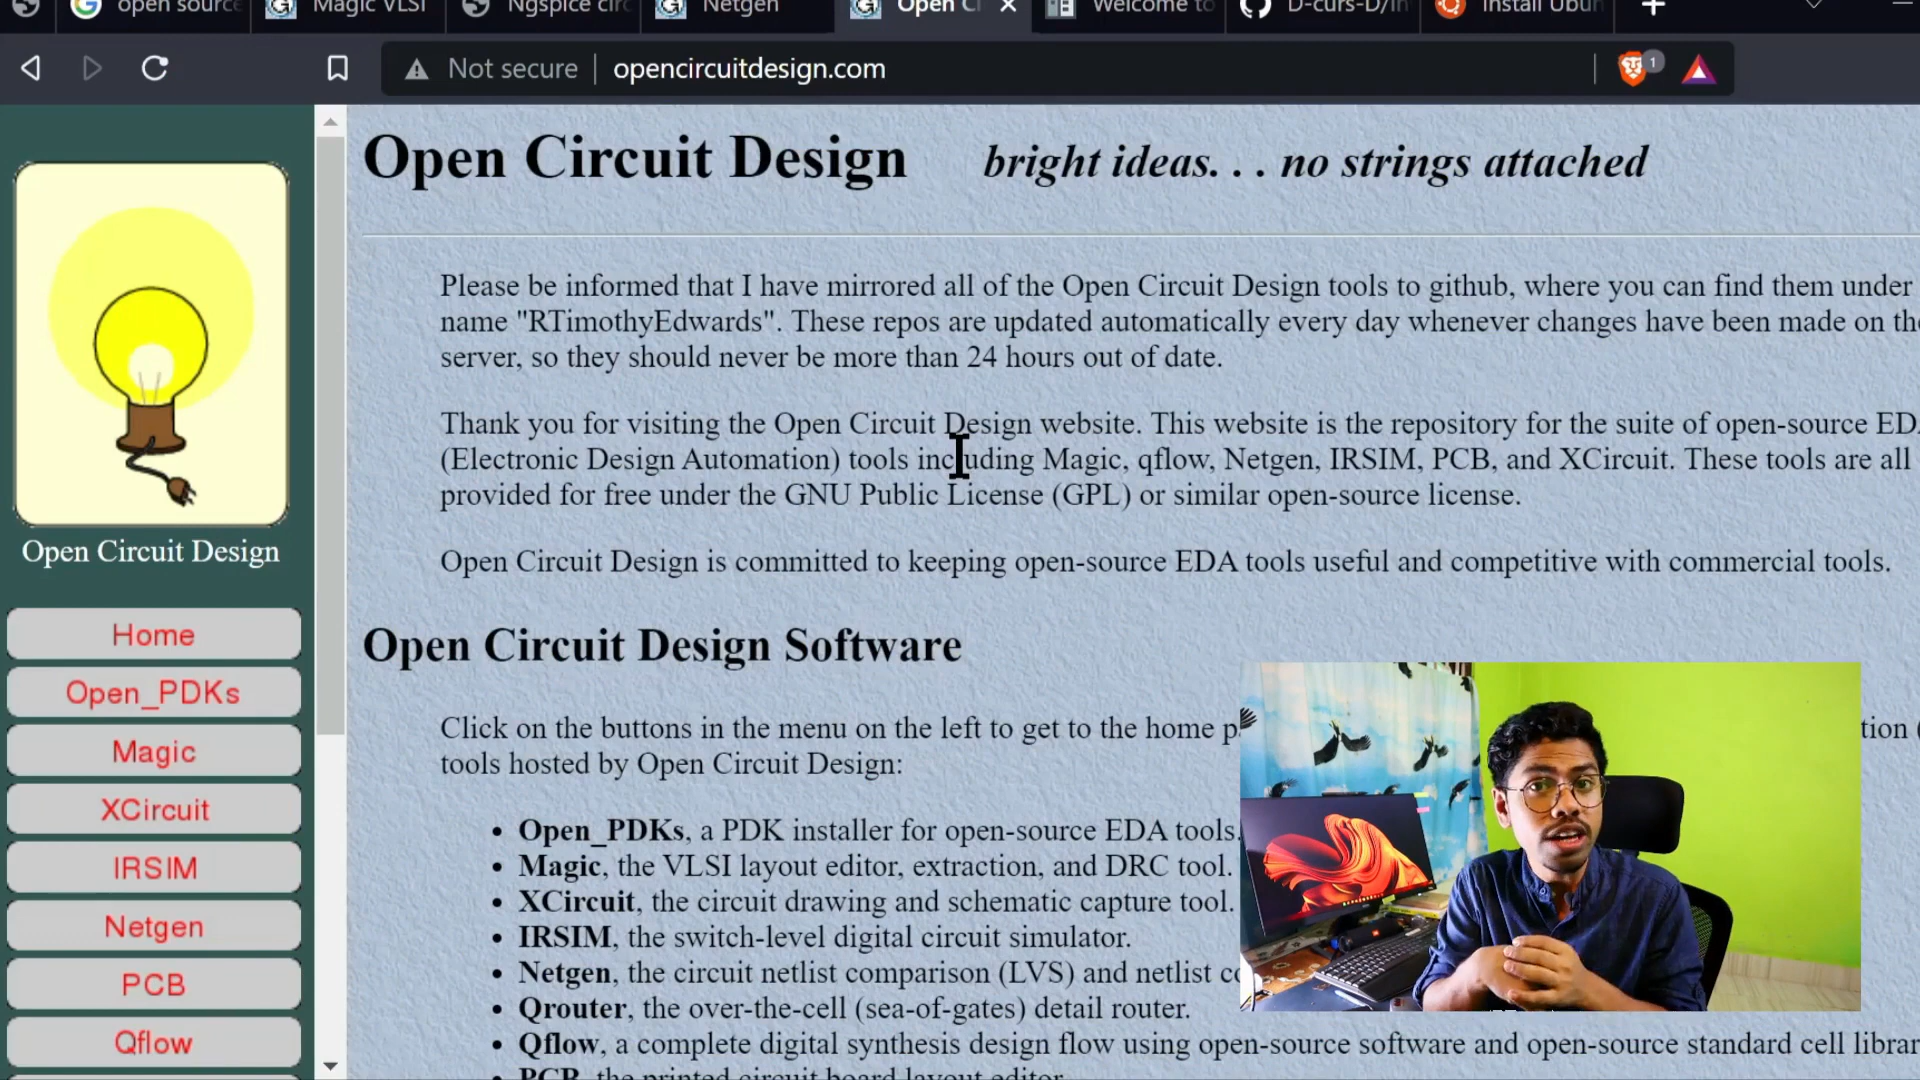 open source
Magic VLSI
Ngspice circ
Netgen
Open Ci
Welcome to
D-curs-D/in
Install Ubun
Not secure
opencircuitdesign.com
1
Open Circuit Design
bright ideas. . . no strings attached
Please be informed that I have mirrored all of the Open Circuit Design tools to github, where you can find them under
name "RTimothyEdwards". These repos are updated automatically every day whenever changes have been made on the
server, so they should never be more than 24 hours out of date.
Thank you for visiting the Open Circuit Design website. This website is the repository for the suite of open-source EDA
(Electronic Design Automation) tools including Magic, qflow, Netgen, IRSIM, PCB, and XCircuit. These tools are all
provided for free under the GNU Public License (GPL) or similar open-source license.
Open Circuit Design is committed to keeping open-source EDA tools useful and competitive with commercial tools.
Open Circuit Design Software
Click on the buttons in the menu on the left to get to the home p
tion (
tools hosted by Open Circuit Design:
• Open_PDKs, a PDK installer for open-source EDA tools.
• Magic, the VLSI layout editor, extraction, and DRC tool.
• XCircuit, the circuit drawing and schematic capture tool.
• IRSIM, the switch-level digital circuit simulator.
• Netgen, the circuit netlist comparison (LVS) and netlist co
• Qrouter, the over-the-cell (sea-of-gates) detail router.
• Qflow, a complete digital synthesis design flow using open-source software and open-source standard cell librar
• PCB, the printed circuit board layout editor
Open Circuit Design
Home
Open_PDKs
Magic
XCircuit
IRSIM
Netgen
PCB
Qflow